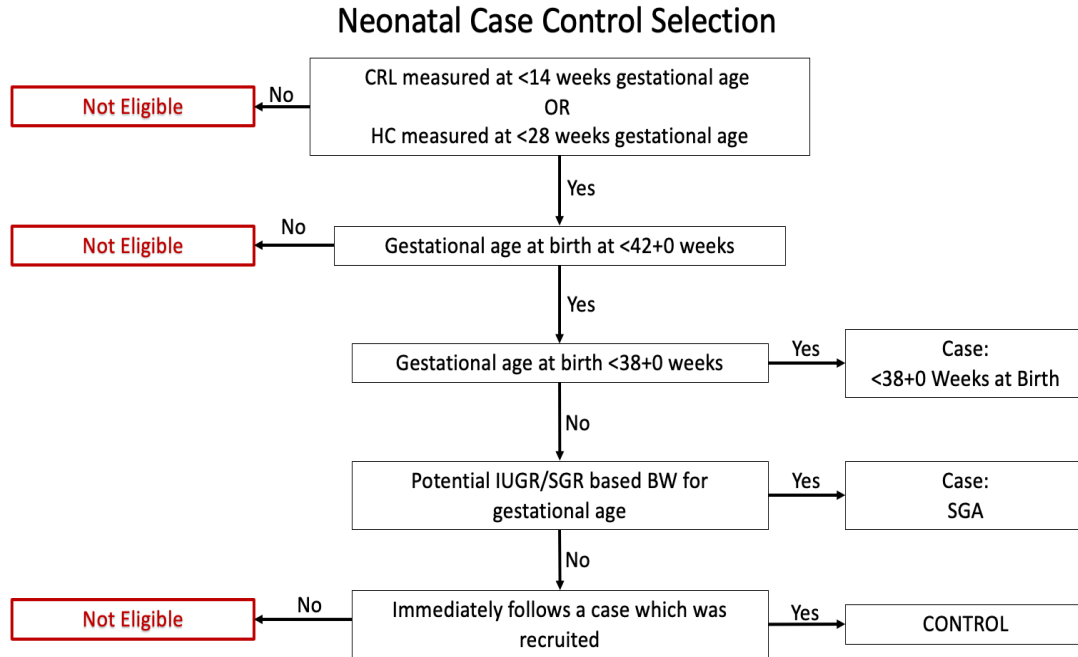 Neonatal Case Control Selection
CRL measured at <14 weeks gestational age
OR
HC measured at <28 weeks gestational age
No
Not Eligible
Yes
Gestational age at birth at <42+0 weeks
No
Not Eligible
Yes
Gestational age at birth <38+0 weeks
Yes
Case:
<38+0 Weeks at Birth
No
Potential IUGR/SGR based BW for
gestational age
Yes
Case:
SGA
No
Immediately follows a case which was
recruited
No
Not Eligible
Yes
CONTROL